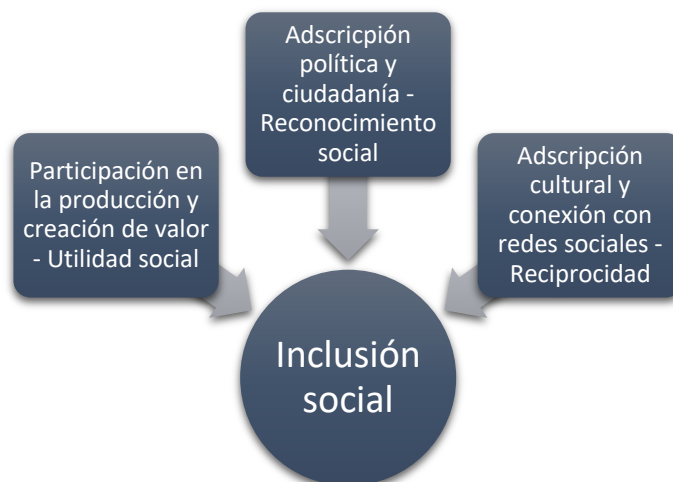 Participación en
la producción y
creación de valor
- Utilidad social
Adscricpión
política y
ciudadanía -
Reconocimiento
social
Adscripción
cultural y
conexión con
redes sociales -
Reciprocidad
Inclusión
social